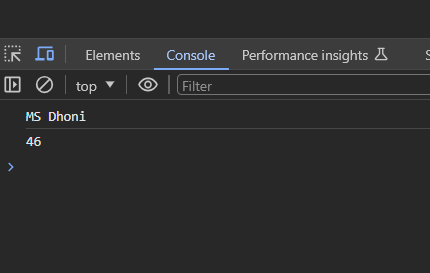 Elements Console Performance insights
top Filter
MS Dhoni
46